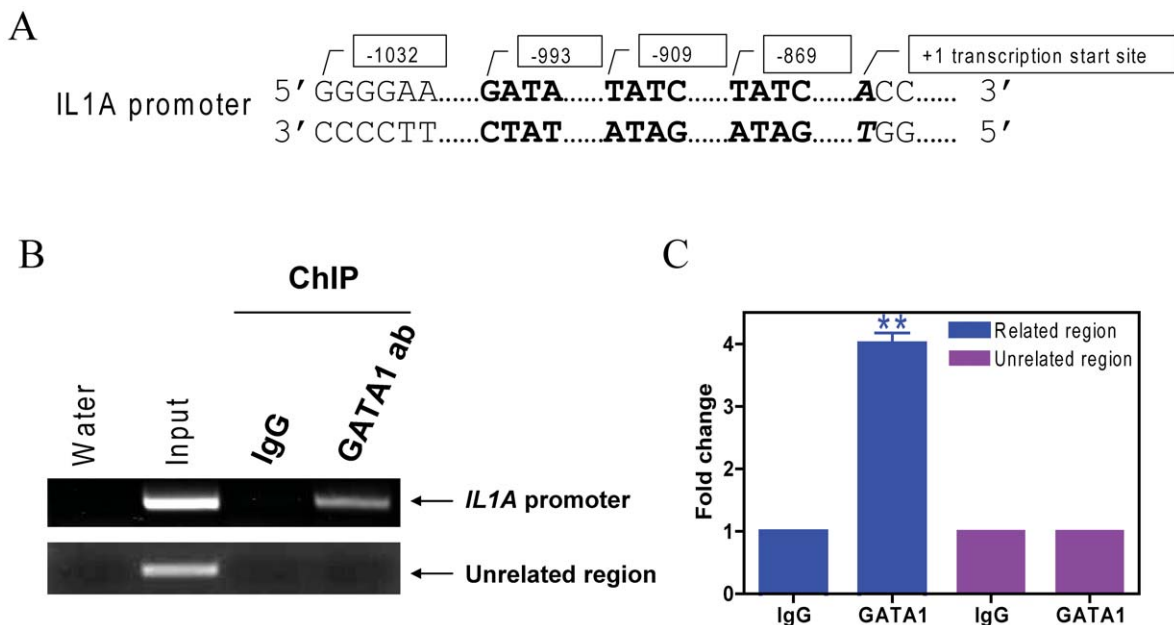 A
-1032 -993 -909 -869 +1 transcription start site
IL1A promoter
5’ GGGGAA......GATA......TATC......TATC......ACC...... 3’
3’ CCCCTT......CTAT......ATAG......ATAG......TGG...... 5’
B
ChIP
Water Input IgG GATA1 ab
IL1A promoter
Unrelated region
C
**
Related region
Unrelated region
Fold change
4
2
1
0
IgG GATA1 IgG GATA1